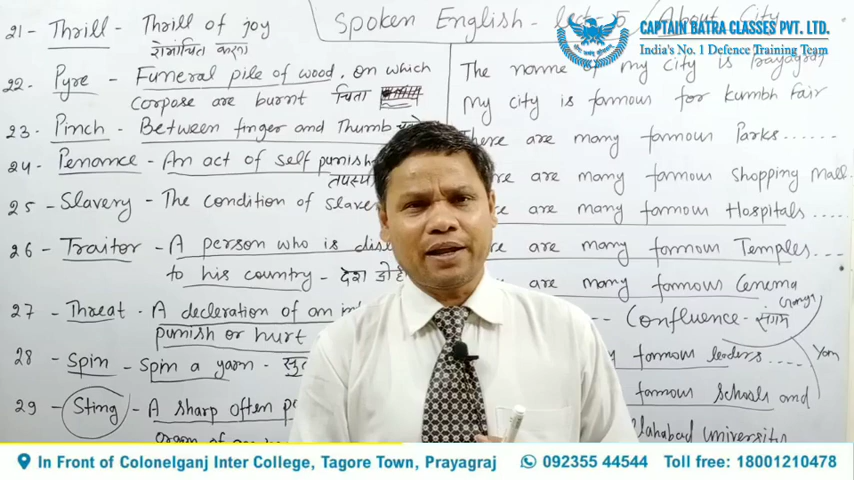 Spoken English - lect 5 / About City
CAPTAIN BATRA CLASSES PVT. LTD.
India's No. 1 Defence Training Team
21 - Thrill - Thrill of joy
रोमांचित करना
22. - Pyre - Funeral pile of wood, on which
corpose are burnt चिता
23 - Pinch - Between finger and Thumb
24 - Penance - An act of self punish
तपस्या
25 - Slavery - The condition of slave
26 - Traitor - A person who is dis
to his country - देश द्रोही
27 - Threat - A decleration of an
punish or hurt
28 - Spin - Spin a yarn -
29 - Sting - A sharp often
The name of my city is Prayagraj
My city is famous for Kumbh Fair
There are many famous Parks......
are many famous Shopping Mall..
are many famous Hospitals ....
are many famous Temples....
are many famous Cenema
Ganga
Confluence - संगम
Yam
famous leaders....
famous Schools and
llahabad university
In Front of Colonelganj Inter College, Tagore Town, Prayagraj 092355 44544 Toll free: 18001210478